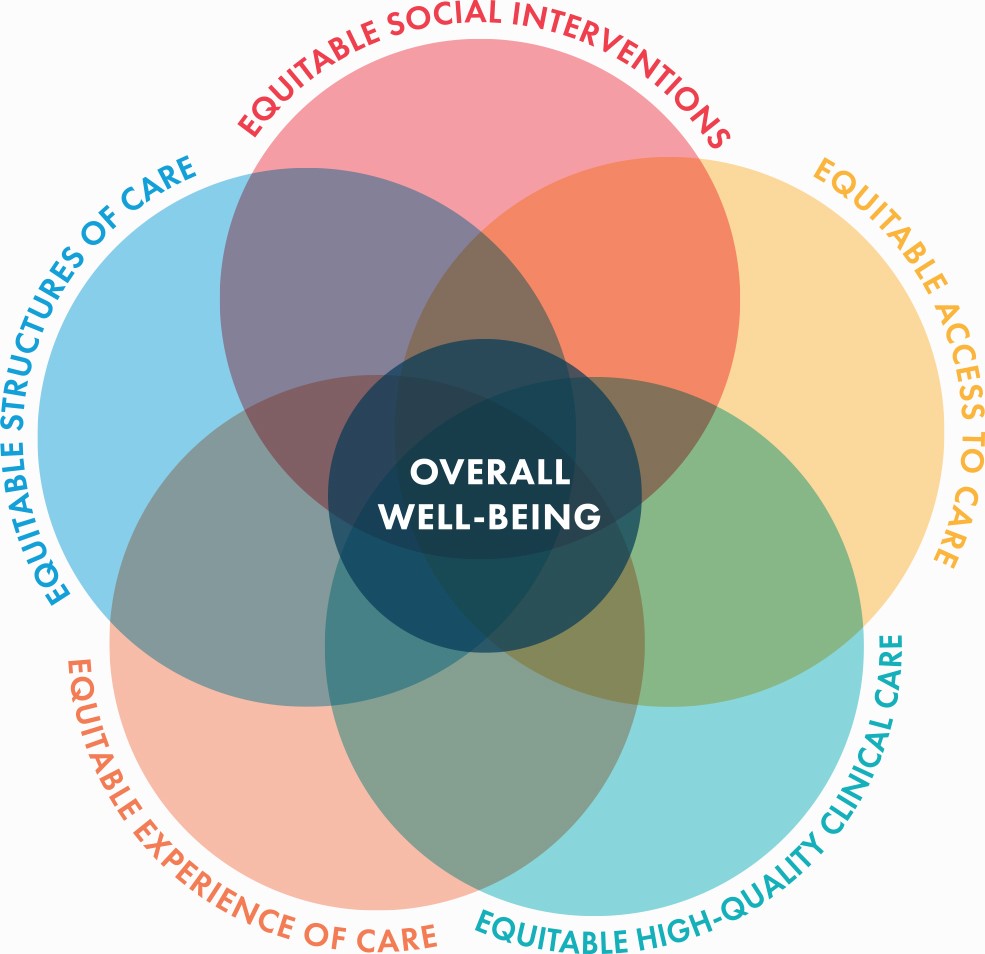 EQUITABLE SOCIAL INTERVENTIONS
EQUITABLE ACCESS TO CARE
EQUITABLE HIGH-QUALITY CLINICAL CARE
EQUITABLE EXPERIENCE OF CARE
EQUITABLE STRUCTURES OF CARE
OVERALL
WELL-BEING